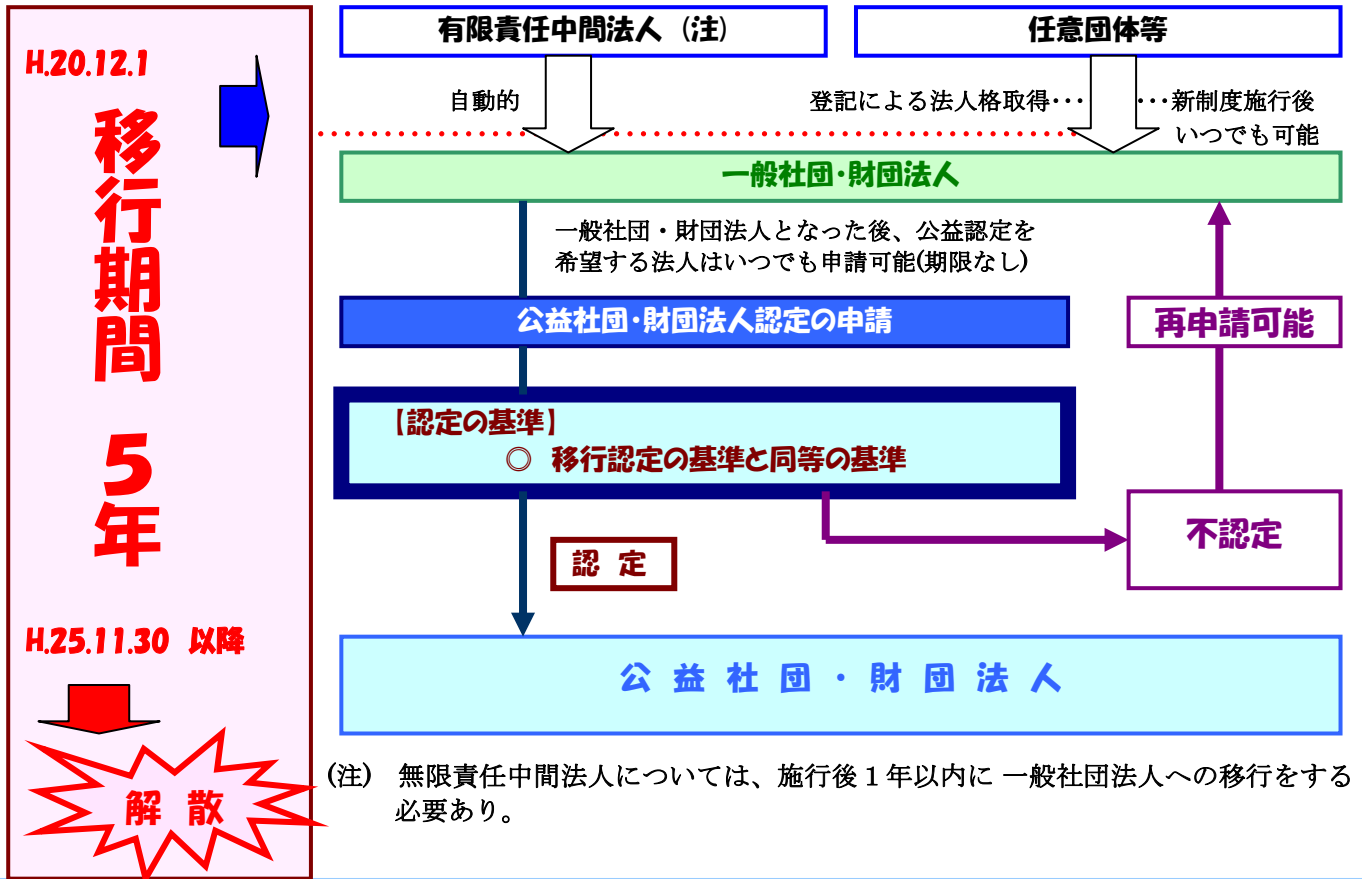 H.20.12.1
移行期間 5年
H.25.11.30 以降
解 散
有限責任中間法人（注）
任意団体等
自動的
登記による法人格取得・・・
・・・新制度施行後
いつでも可能
一般社団・財団法人
一般社団・財団法人となった後、公益認定を
希望する法人はいつでも申請可能(期限なし)
公益社団・財団法人認定の申請
再申請可能
【認定の基準】
◎ 移行認定の基準と同等の基準
不認定
認 定
公 益 社 団 ・ 財 団 法 人
(注) 無限責任中間法人については、施行後１年以内に 一般社団法人への移行をする
必要あり。